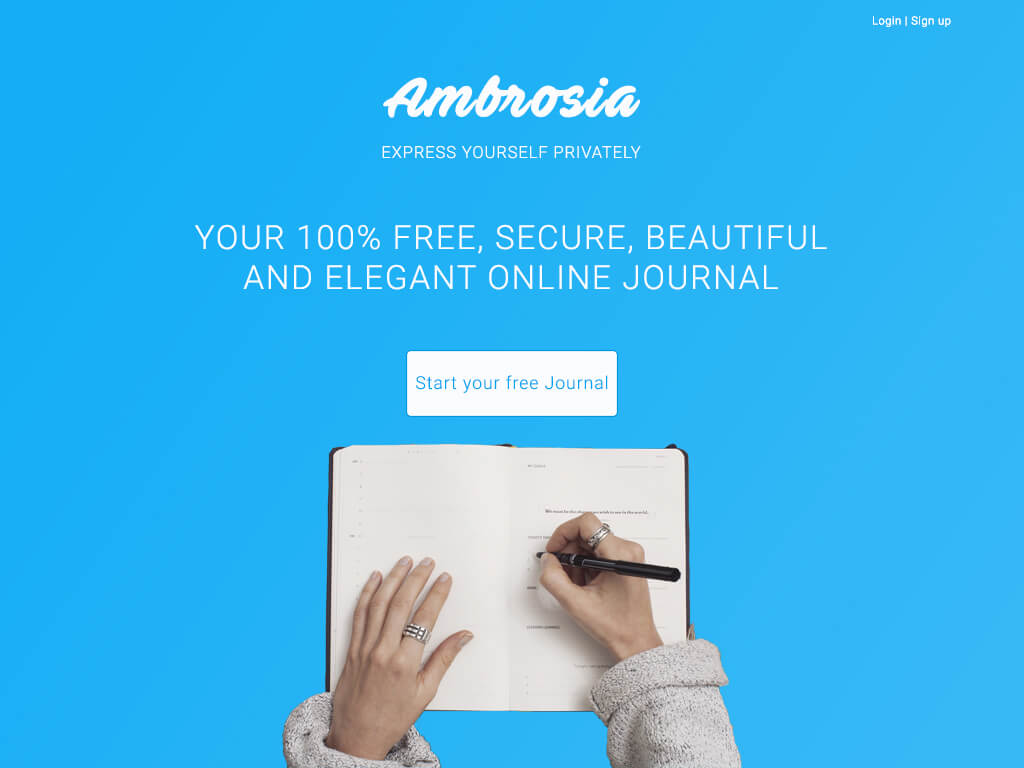 Login | Sign up
Ambrosia
EXPRESS YOURSELF PRIVATELY
YOUR 100% FREE, SECURE, BEAUTIFUL
AND ELEGANT ONLINE JOURNAL
Start your free Journal